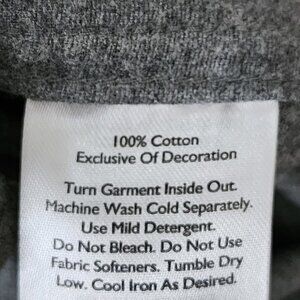 100% Cotton
Exclusive Of Decoration
Turn Garment Inside Out.
Machine Wash Cold Separately.
Use Mild Detergent.
Do Not Bleach. Do Not Use
Fabric Softeners. Tumble Dry
Low. Cool Iron As Desired.